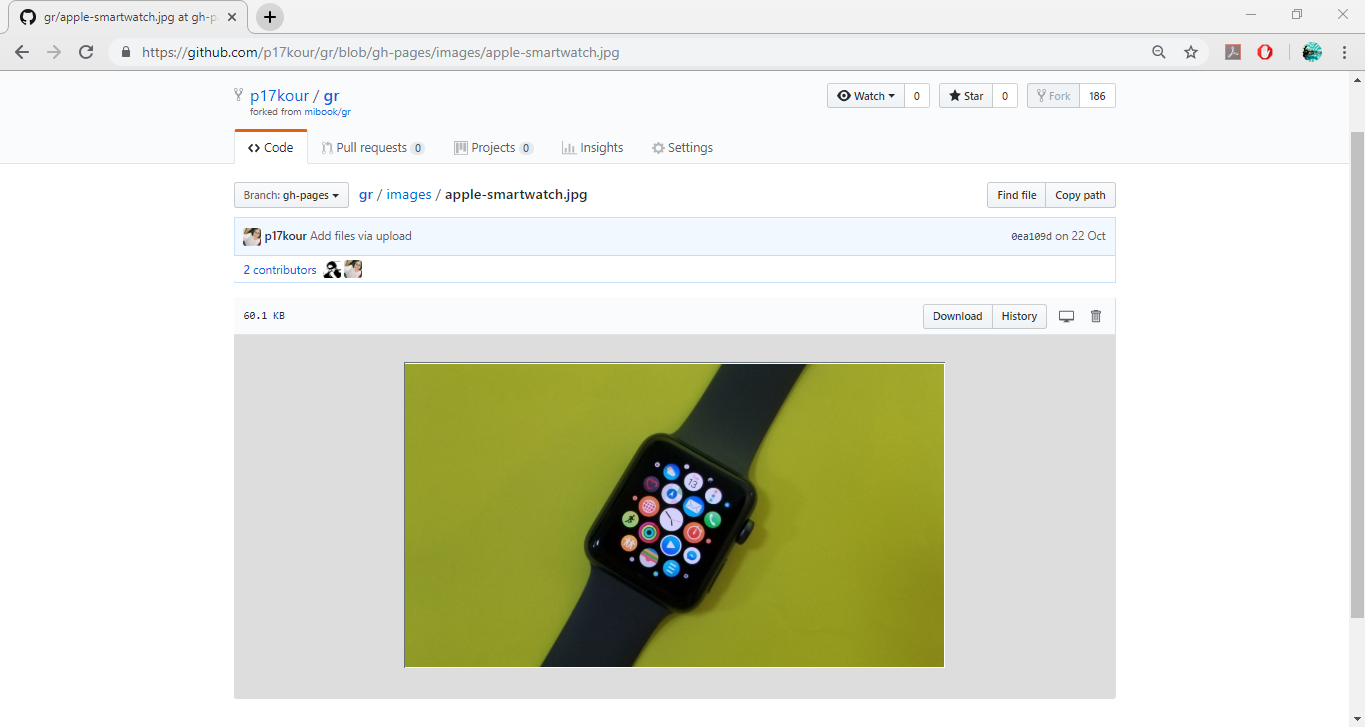 gr/apple-smartwatch.jpg at gh-p
https://github.com/p17kour/gr/blob/gh-pages/images/apple-smartwatch.jpg
p17kour / gr
forked from mibook/gr
Watch 0 Star 0 Fork 186
Code Pull requests 0 Projects 0 Insights Settings
Branch: gh-pages gr / images / apple-smartwatch.jpg Find file Copy path
p17kour Add files via upload 0ea109d on 22 Oct
2 contributors
60.1 KB Download History
13